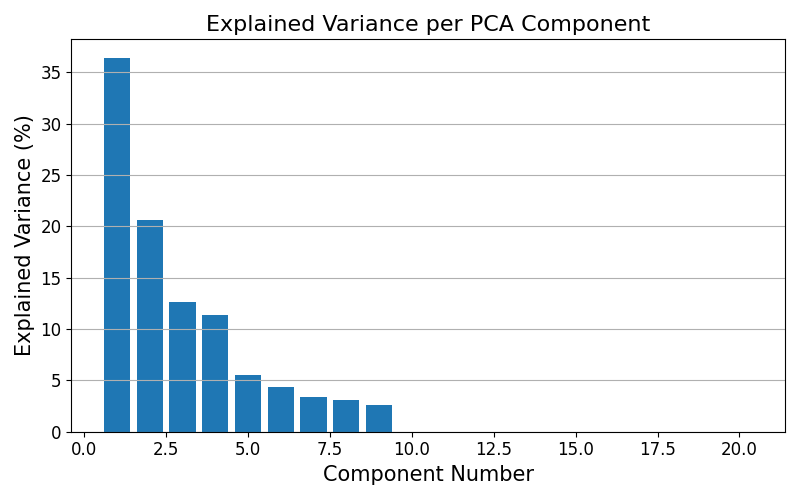 Explained Variance per PCA Component
Explained Variance (%)
35
30
25
20
15
10
5
0
0.0 2.5 5.0 7.5 10.0 12.5 15.0 17.5 20.0
Component Number